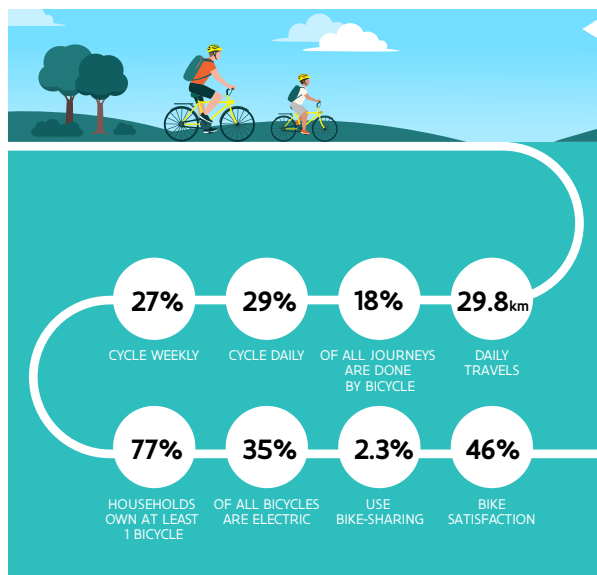 27%
CYCLE WEEKLY
29%
CYCLE DAILY
18%
OF ALL JOURNEYS
ARE DONE
BY BICYCLE
29.8km
DAILY
TRAVELS
77%
HOUSEHOLDS
OWN AT LEAST
1 BICYCLE
35%
OF ALL BICYCLES
ARE ELECTRIC
2.3%
USE
BIKE-SHARING
46%
BIKE
SATISFACTION